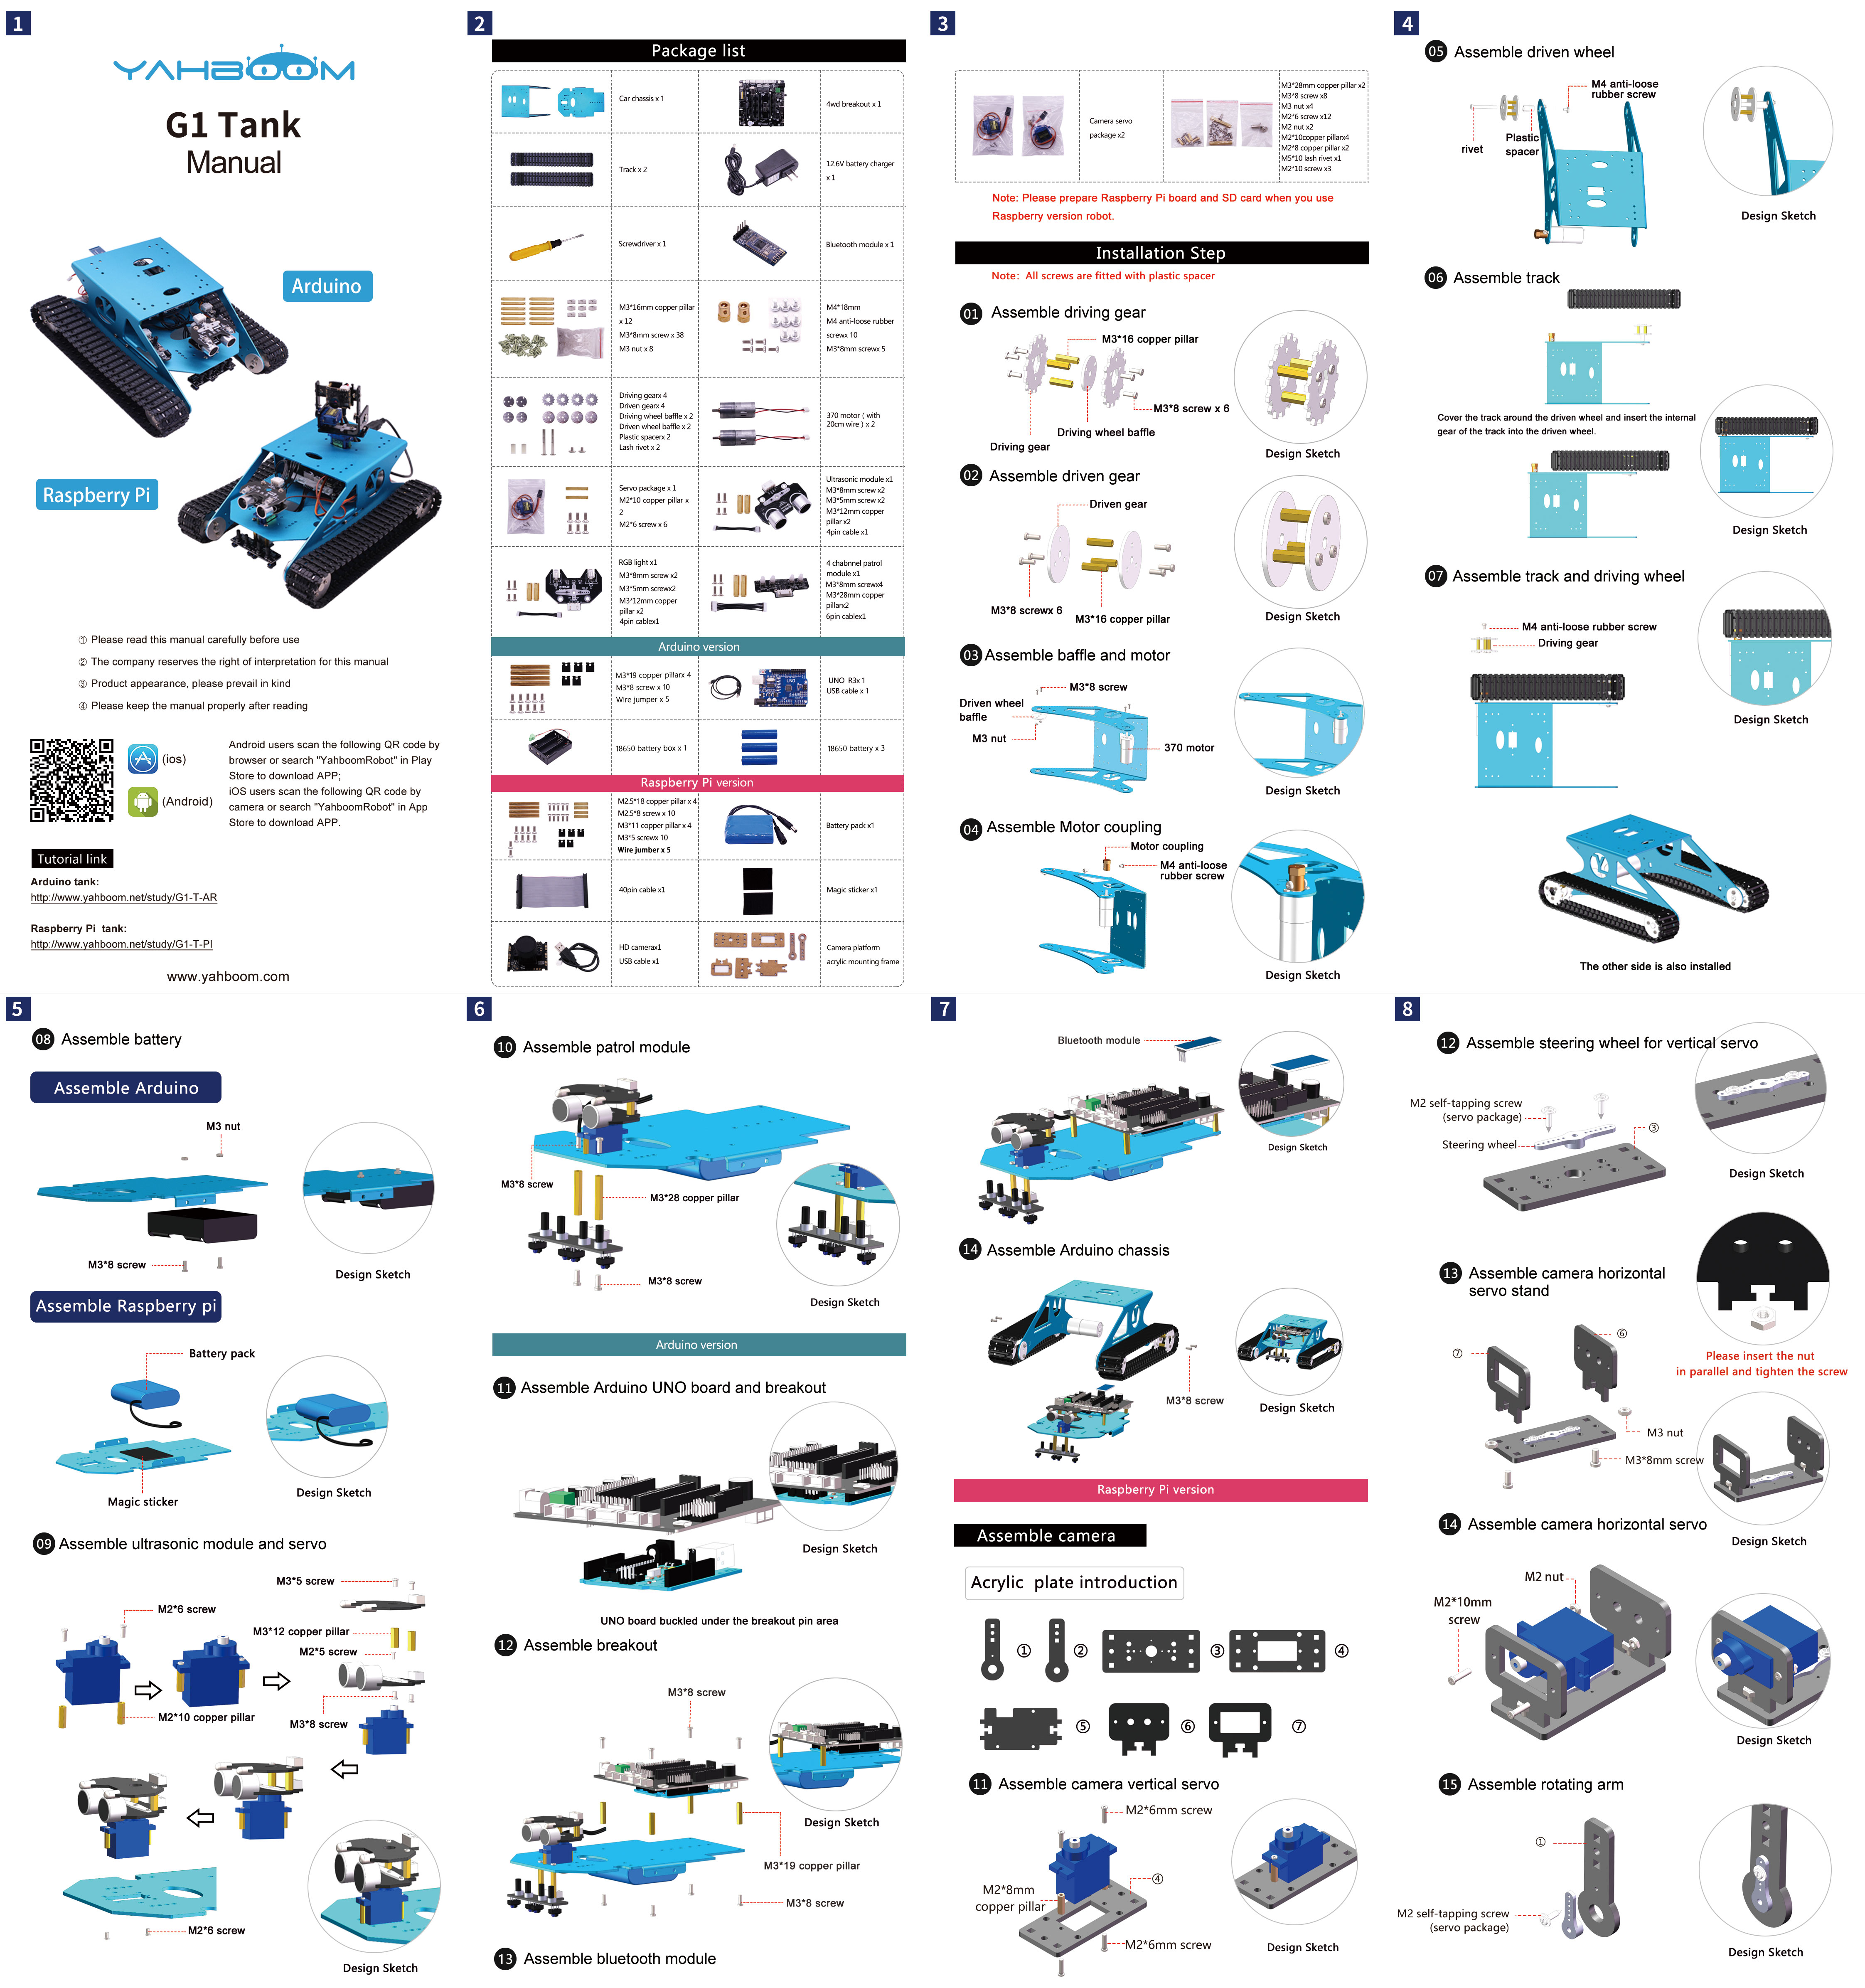 1
YAHBOOM
G1 Tank
Manual
Arduino
Raspberry Pi
① Please read this manual carefully before use
② The company reserves the right of interpretation for this manual
③ Product appearance, please prevail in kind
④ Please keep the manual properly after reading
(ios)
(Android)
Android users scan the following QR code by
browser or search "YahboomRobot" in Play
Store to download APP;
iOS users scan the following QR code by
camera or search "YahboomRobot" in App
Store to download APP.
Tutorial link
Arduino tank:
http://www.yahboom.net/study/G1-T-AR
Raspberry Pi tank:
http://www.yahboom.net/study/G1-T-PI
www.yahboom.com
2
Package list
Car chassis x 1
4wd breakout x 1
Track x 2
12.6V battery charger
x 1
Screwdriver x 1
Bluetooth module x 1
M3*16mm copper pillar
x 12
M3*8mm screw x 38
M3 nut x 8
M4*18mm
M4 anti-loose rubber
screwx 10
M3*8mm screwx 5
Driving gearx 4
Driven gearx 4
Driving wheel baffle x 2
Driven wheel baffle x 2
Plastic spacerx 2
Lash rivet x 2
370 motor ( with
20cm wire ) x 2
Servo package x 1
M2*10 copper pillar x
2
M2*6 screw x 6
Ultrasonic module x1
M3*8mm screw x2
M3*5mm screw x2
M3*12mm copper
pillar x2
4pin cable x1
RGB light x1
M3*8mm screw x2
M3*5mm screwx2
M3*12mm copper
pillar x2
4pin cablex1
4 chabnnel patrol
module x1
M3*8mm screwx4
M3*28mm copper
pillarx2
6pin cablex1
Arduino version
M3*19 copper pillarx 4
M3*8 screw x 10
Wire jumper x 5
UNO R3x 1
USB cable x 1
18650 battery box x 1
18650 battery x 3
Raspberry Pi version
M2.5*18 copper pillar x 4
M2.5*8 screw x 10
M3*11 copper pillar x 4
M3*5 screwx 10
Wire jumber x 5
Battery pack x1
40pin cable x1
Magic sticker x1
HD camerax1
USB cable x1
Camera platform
acrylic mounting frame
3
Camera servo
package x2
M3*28mm copper pillar x2
M3*8 screw x8
M3 nut x4
M2*6 screw x12
M2 nut x2
M2*10copper pillarx4
M2*8 copper pillar x2
M5*10 lash rivet x1
M2*10 screw x3
Note: Please prepare Raspberry Pi board and SD card when you use
Raspberry version robot.
Installation Step
Note: All screws are fitted with plastic spacer
01 Assemble driving gear
M3*16 copper pillar
M3*8 screw x 6
Driving wheel baffle
Driving gear
Design Sketch
02 Assemble driven gear
Driven gear
M3*8 screwx 6
M3*16 copper pillar
Design Sketch
03 Assemble baffle and motor
M3*8 screw
Driven wheel
baffle
M3 nut
370 motor
Design Sketch
04 Assemble Motor coupling
Motor coupling
M4 anti-loose
rubber screw
Design Sketch
4
05 Assemble driven wheel
M4 anti-loose
rubber screw
rivet
Plastic
spacer
Design Sketch
06 Assemble track
Cover the track around the driven wheel and insert the internal
gear of the track into the driven wheel.
Design Sketch
07 Assemble track and driving wheel
M4 anti-loose rubber screw
Driving gear
Design Sketch
The other side is also installed
5
08 Assemble battery
Assemble Arduino
M3 nut
M3*8 screw
Design Sketch
Assemble Raspberry pi
Battery pack
Magic sticker
Design Sketch
09 Assemble ultrasonic module and servo
M3*5 screw
M2*6 screw
M3*12 copper pillar
M2*5 screw
M2*10 copper pillar
M3*8 screw
M2*6 screw
Design Sketch
6
10 Assemble patrol module
M3*8 screw
M3*28 copper pillar
M3*8 screw
Design Sketch
Arduino version
11 Assemble Arduino UNO board and breakout
Design Sketch
UNO board buckled under the breakout pin area
12 Assemble breakout
M3*8 screw
Design Sketch
M3*19 copper pillar
M3*8 screw
13 Assemble bluetooth module
7
Bluetooth module
Design Sketch
14 Assemble Arduino chassis
M3*8 screw
Design Sketch
Raspberry Pi version
Assemble camera
Acrylic plate introduction
① ② ③ ④
⑤ ⑥ ⑦
11 Assemble camera vertical servo
M2*6mm screw
④
M2*8mm
copper pillar
M2*6mm screw
Design Sketch
8
12 Assemble steering wheel for vertical servo
M2 self-tapping screw
(servo package)
Steering wheel
③
Design Sketch
13 Assemble camera horizontal
servo stand
⑥
⑦
Please insert the nut
in parallel and tighten the screw
M3 nut
M3*8mm screw
Design Sketch
14 Assemble camera horizontal servo
M2 nut
M2*10mm
screw
Design Sketch
15 Assemble rotating arm
①
M2 self-tapping screw
(servo package)
Design Sketch